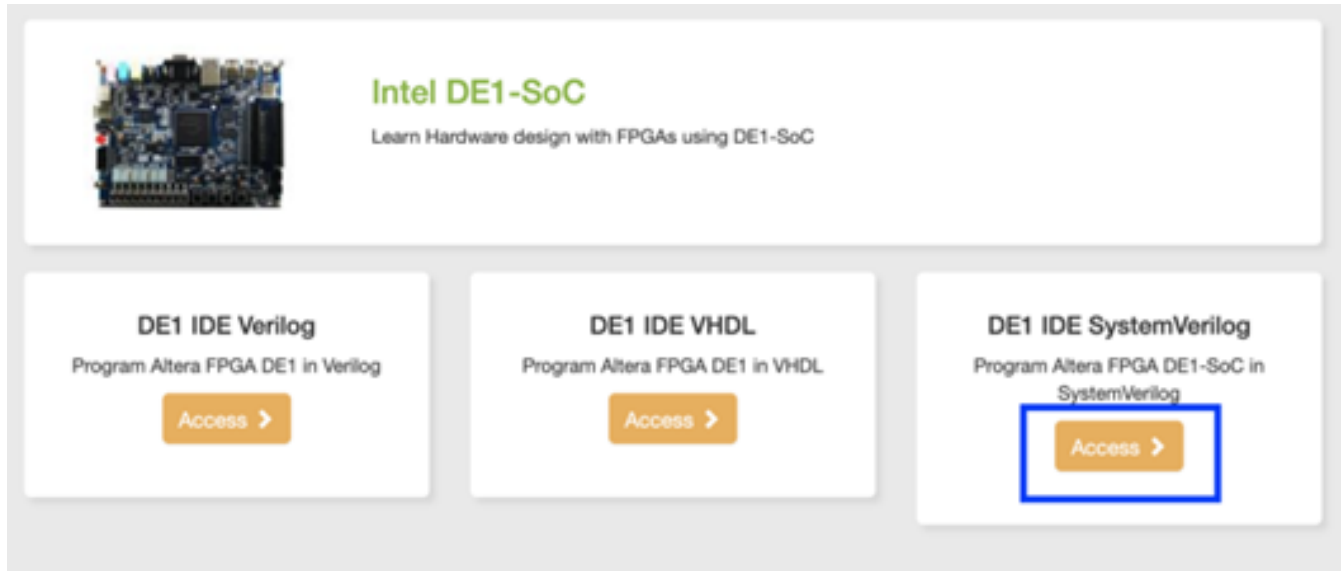 Intel DE1-SoC
Learn Hardware design with FPGAs using DE1-SoC
DE1 IDE Verilog
Program Altera FPGA DE1 in Verilog
Access
DE1 IDE VHDL
Program Altera FPGA DE1 in VHDL
Access
DE1 IDE SystemVerilog
Program Altera FPGA DE1-SoC in
SystemVerilog
Access